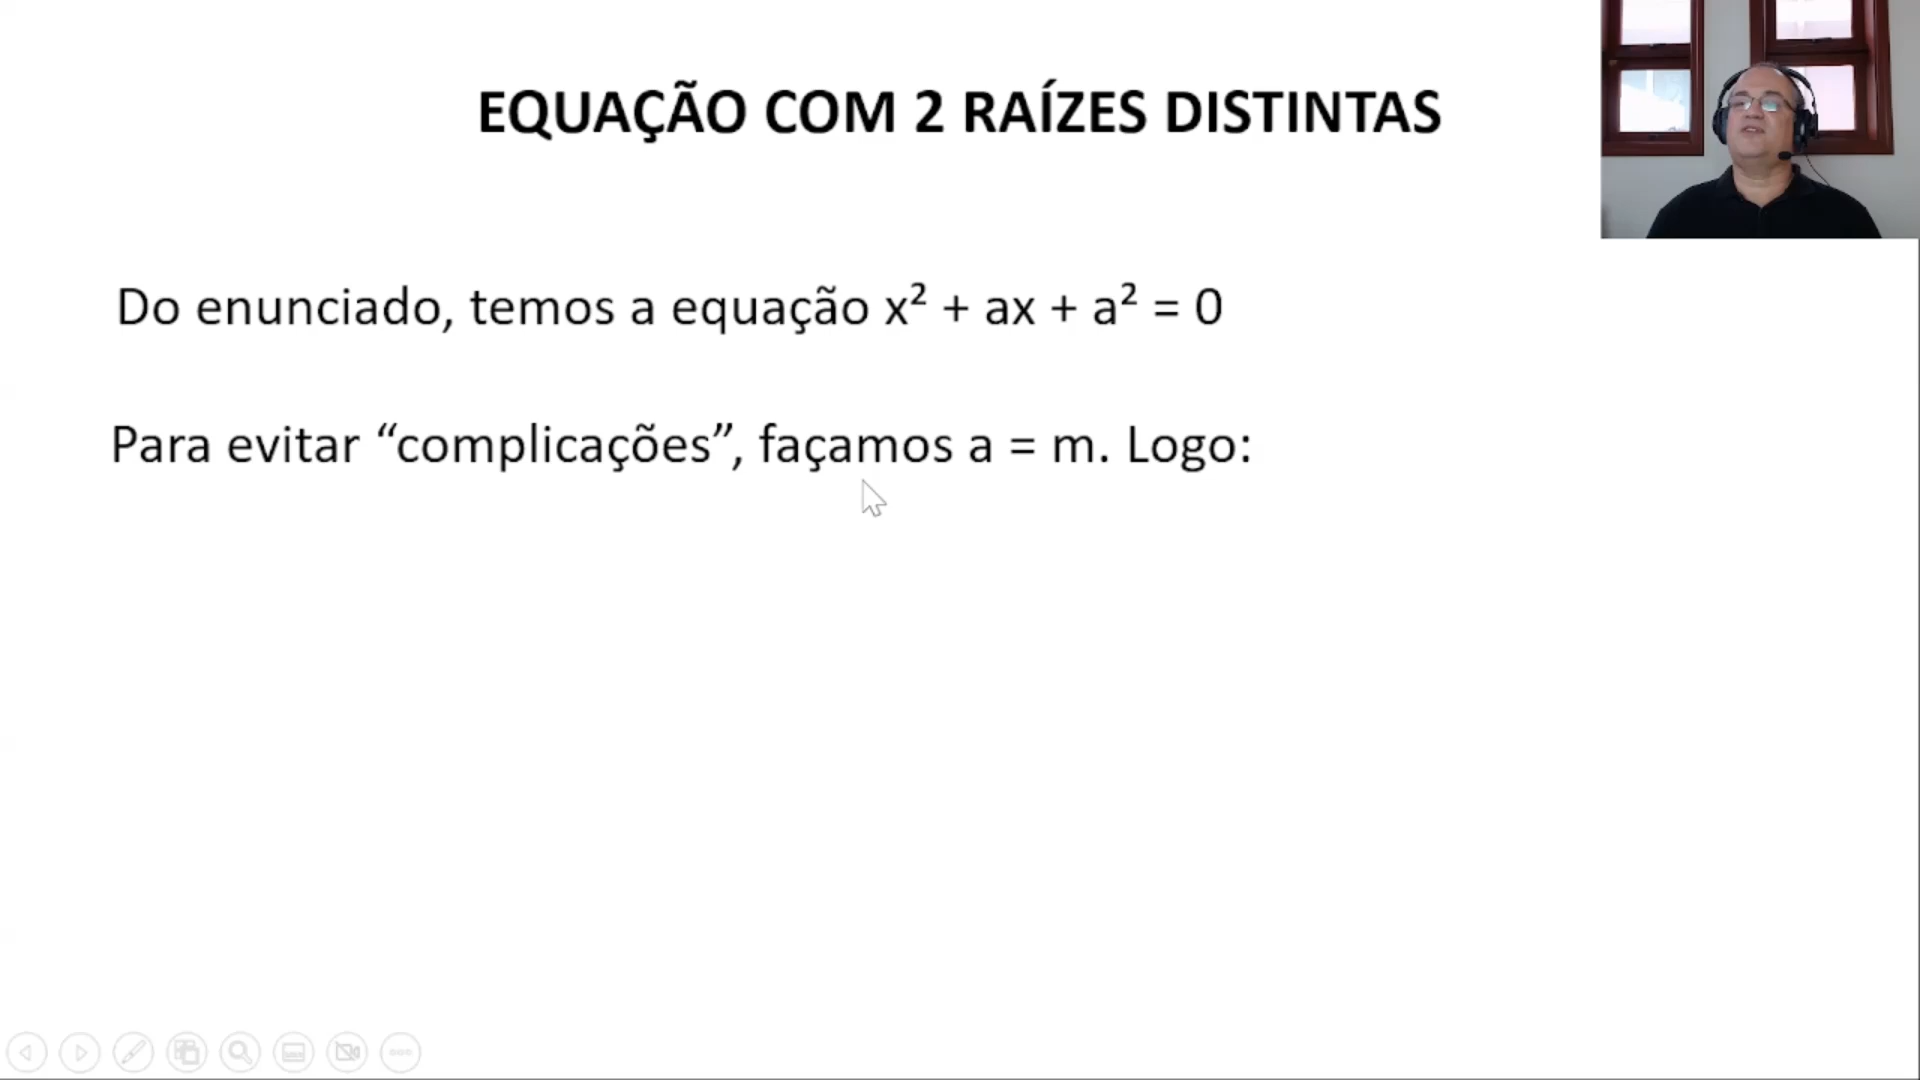 EQUAÇÃO COM 2 RAÍZES DISTINTAS
Do enunciado, temos a equação x² + ax + a² = 0
Para evitar “complicações”, façamos a = m. Logo: